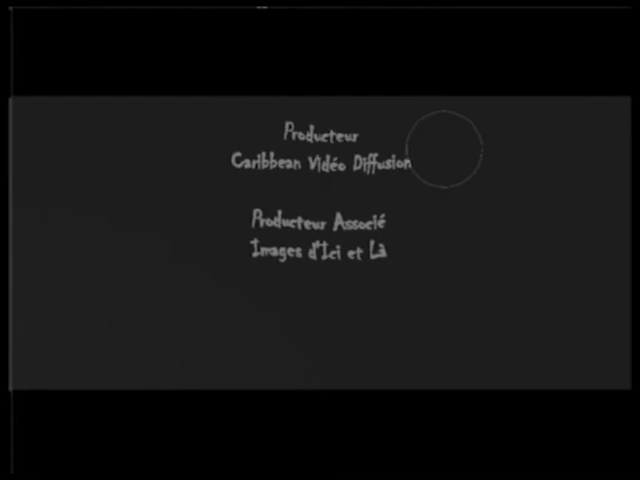 Producteur
Caribbean Vidéo Diffusion
Producteur Associé
Images d'Ici et Là